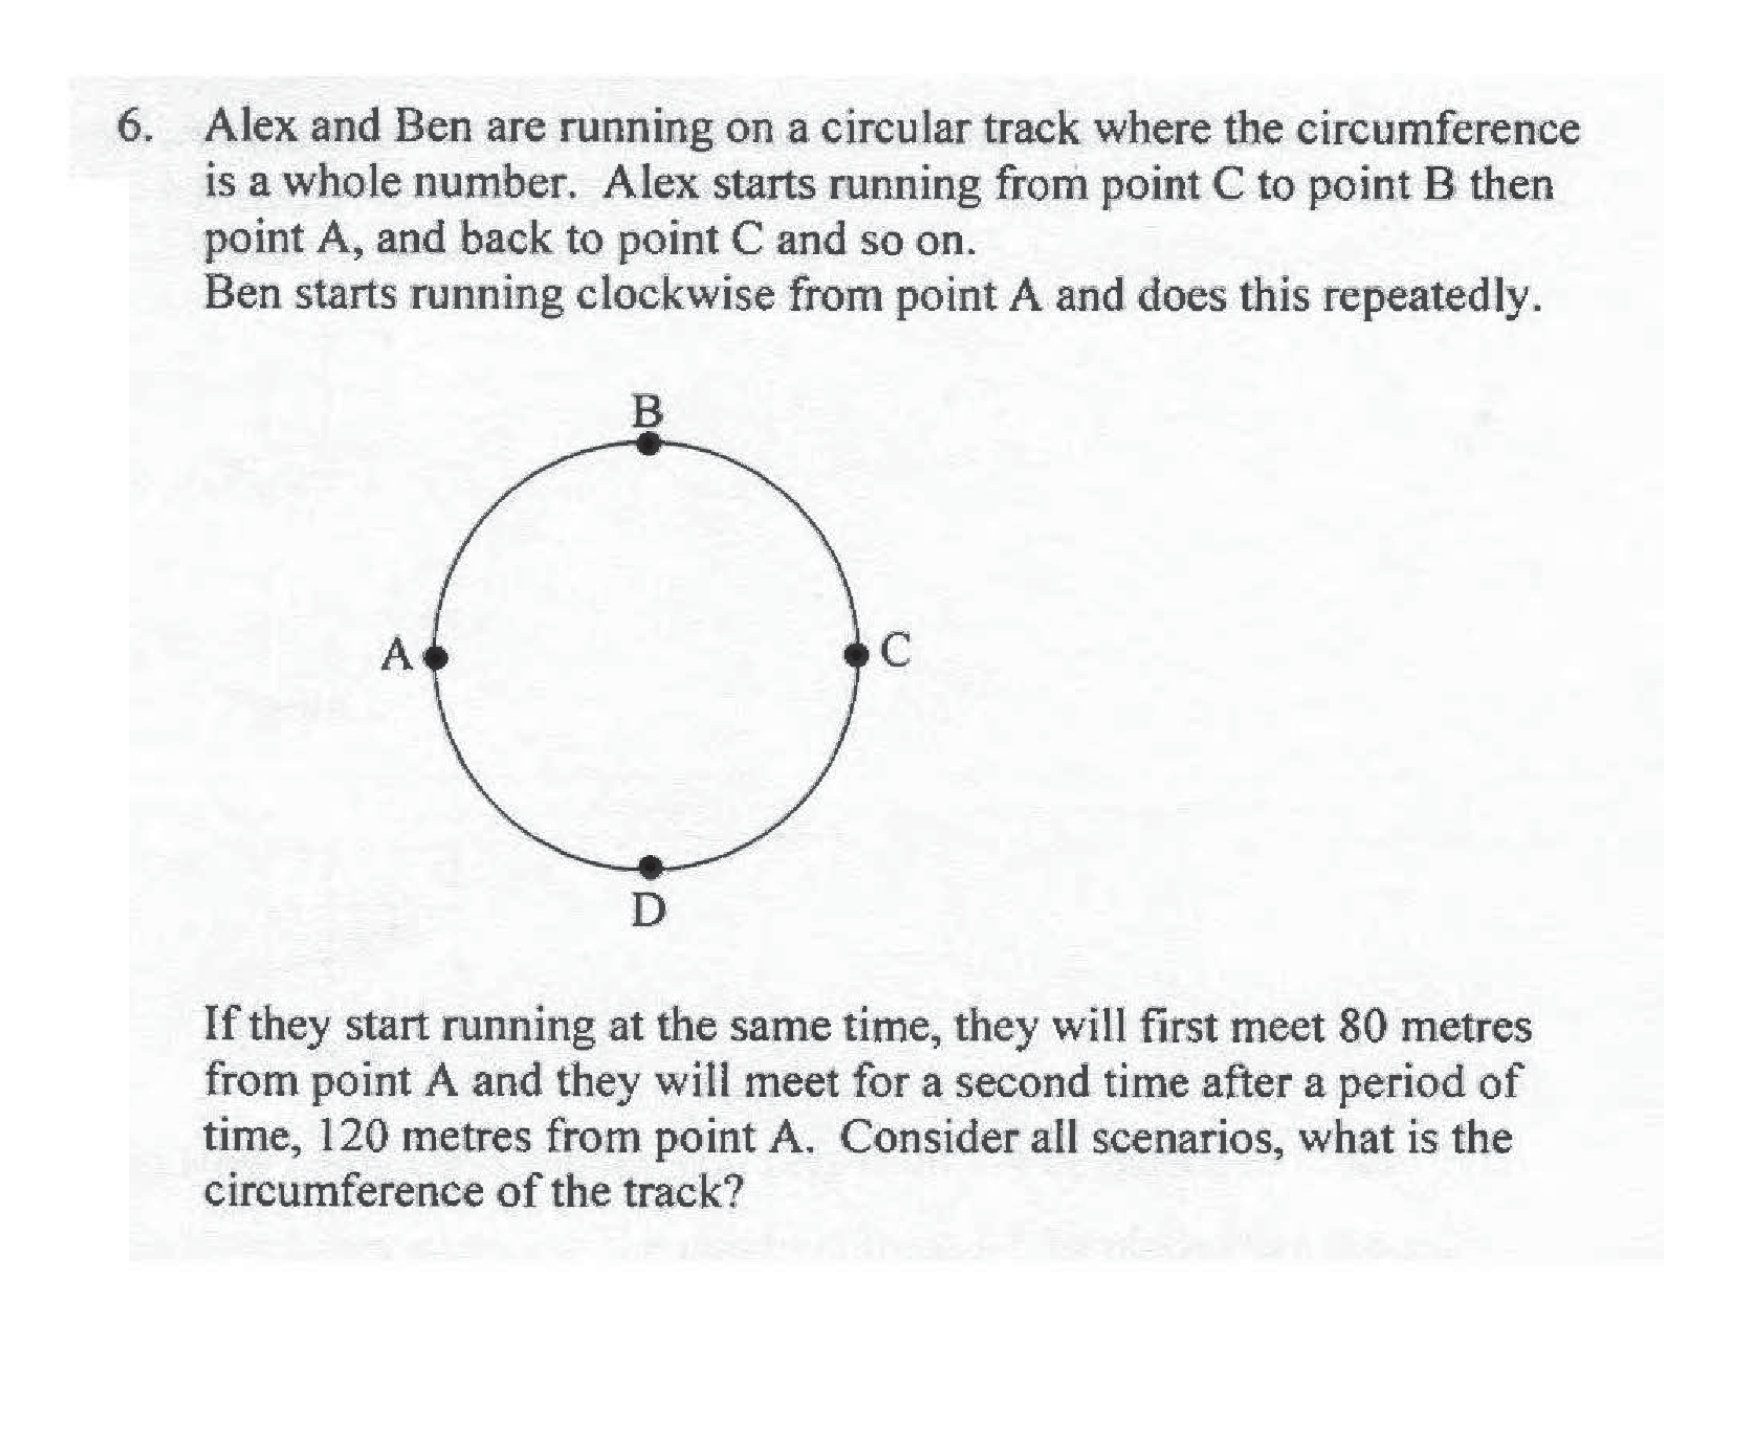 6. Alex and Ben are running on a circular track where the circumference
is a whole number. Alex starts running from point C to point B then
point A, and back to point C and so on.
Ben starts running clockwise from point A and does this repeatedly.
B
A
C
D
If they start running at the same time, they will first meet 80 metres
from point A and they will meet for a second time after a period of
time, 120 metres from point A. Consider all scenarios, what is the
circumference of the track?